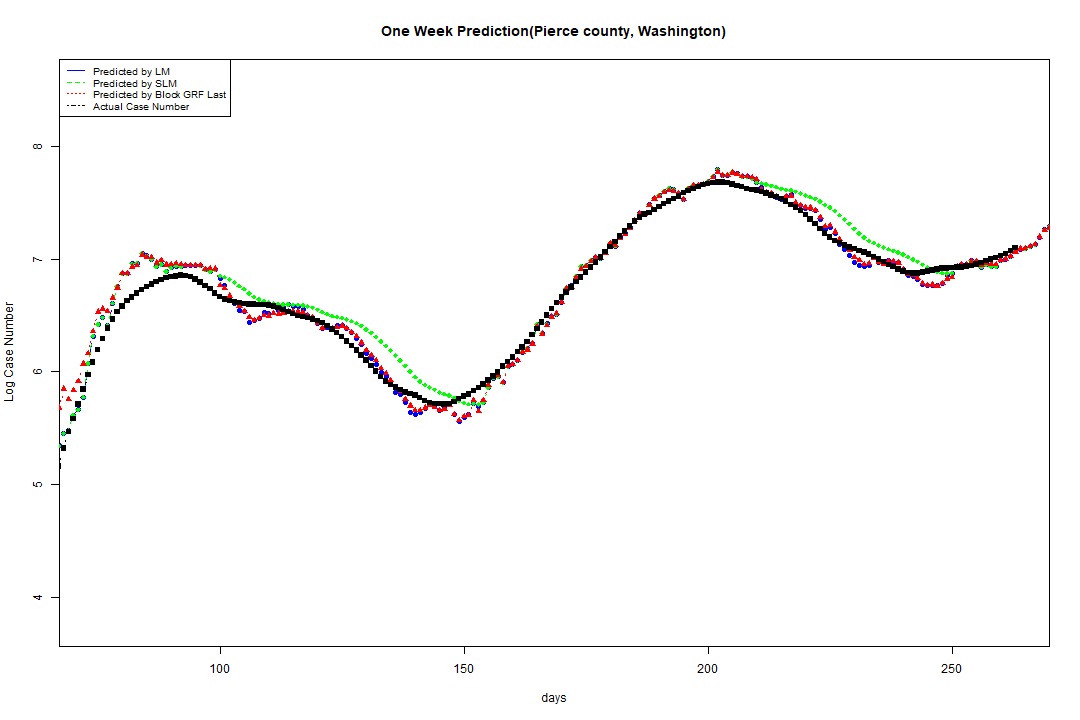 One Week Prediction(Pierce county, Washington)
Predicted by LM
Predicted by SLM
Predicted by Block GRF Last
Actual Case Number
8
7
6
5
4
Log Case Number
100 150 200 250
days